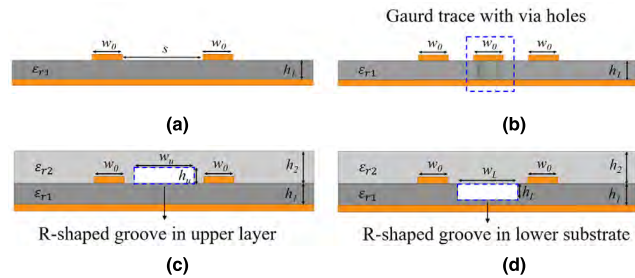 Gaurd trace with via holes
w₀ s w₀
εr1 h₁
w₀ w₀ w₀
εr1 h₁
(a) (b)
εr2 w₀ wᵤ hᵤ w₀ h₂
εr1 h₁
εr2 w₀ w_L w₀ h₂
εr1 h_L h₁
R-shaped groove in upper layer
R-shaped groove in lower substrate
(c) (d)